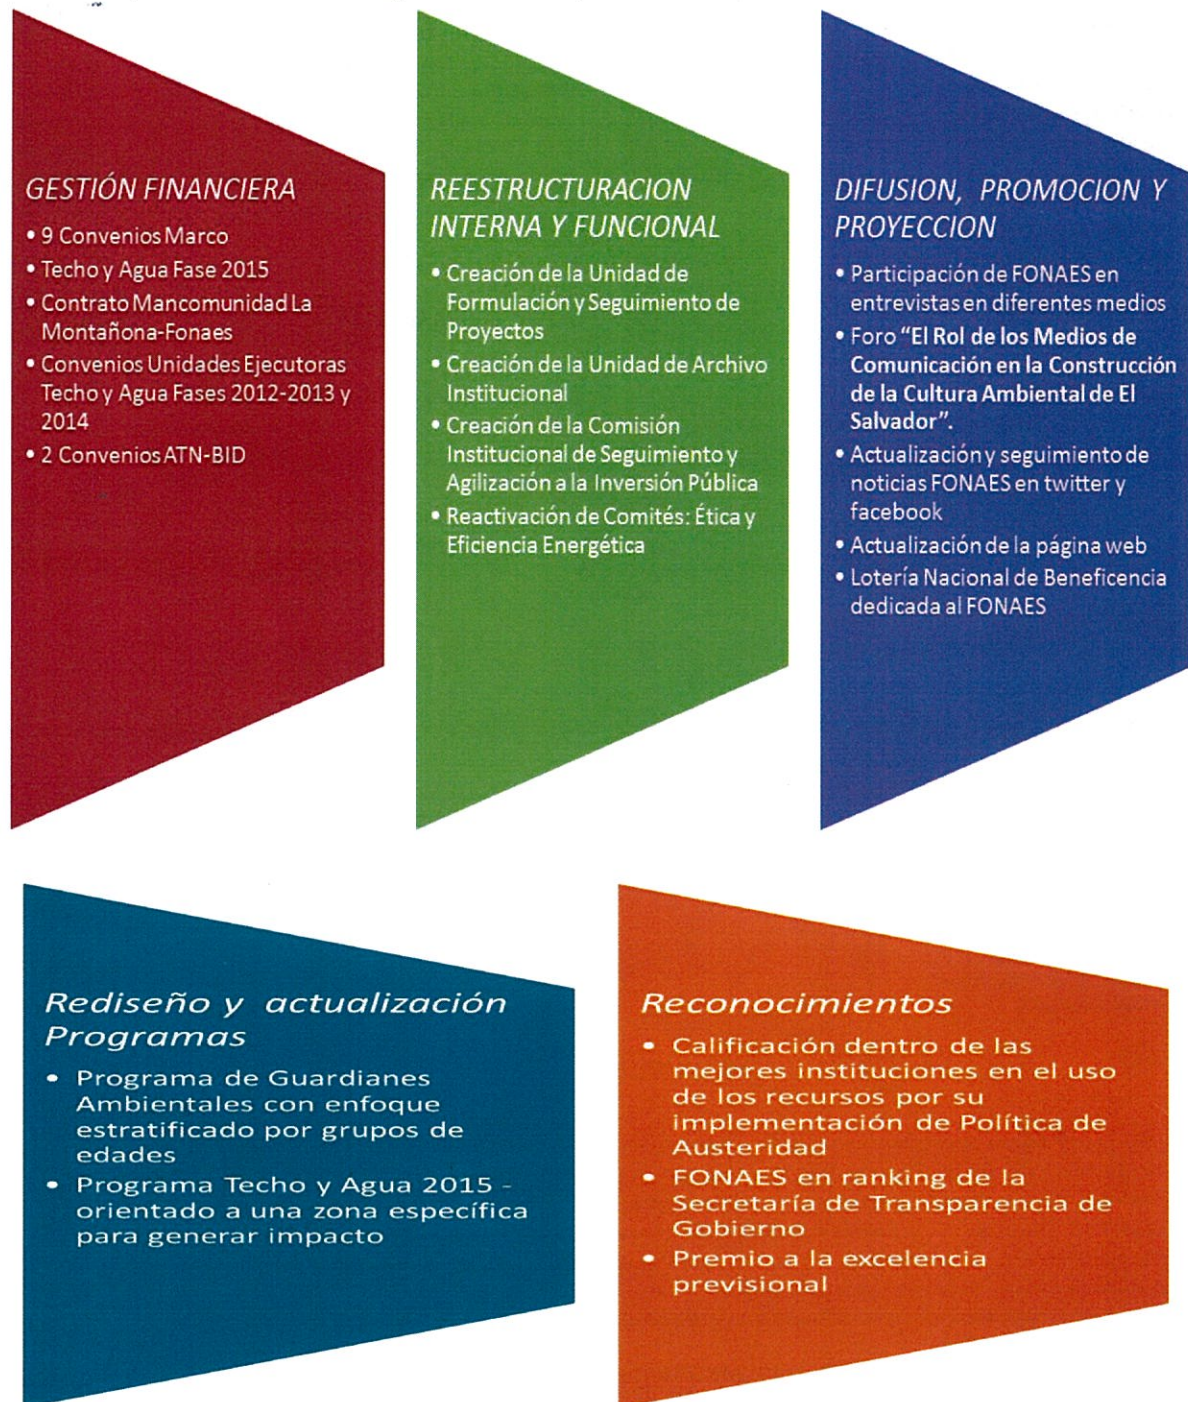 GESTIÓN FINANCIERA
• 9 Convenios Marco
• Techo y Agua Fase 2015
• Contrato Mancomunidad La
Montañona-Fonaes
• Convenios Unidades Ejecutoras
Techo y Agua Fases 2012-2013 y
2014
• 2 Convenios ATN-BID
REESTRUCTURACION
INTERNA Y FUNCIONAL
• Creación de la Unidad de
Formulación y Seguimiento de
Proyectos
• Creación de la Unidad de Archivo
Institucional
• Creación de la Comisión
Institucional de Seguimiento y
Agilización a la Inversión Pública
• Reactivación de Comités: Ética y
Eficiencia Energética
DIFUSION, PROMOCION Y
PROYECCION
• Participación de FONAES en
entrevistas en diferentes medios
• Foro “El Rol de los Medios de
Comunicación en la Construcción
de la Cultura Ambiental de El
Salvador”.
• Actualización y seguimiento de
noticias FONAES en twitter y
facebook
• Actualización de la página web
• Lotería Nacional de Beneficencia
dedicada al FONAES
Rediseño y actualización
Programas
• Programa de Guardianes
Ambientales con enfoque
estratificado por grupos de
edades
• Programa Techo y Agua 2015 -
orientado a una zona específica
para generar impacto
Reconocimientos
• Calificación dentro de las
mejores instituciones en el uso
de los recursos por su
implementación de Política de
Austeridad
• FONAES en ranking de la
Secretaría de Transparencia de
Gobierno
• Premio a la excelencia
previsional